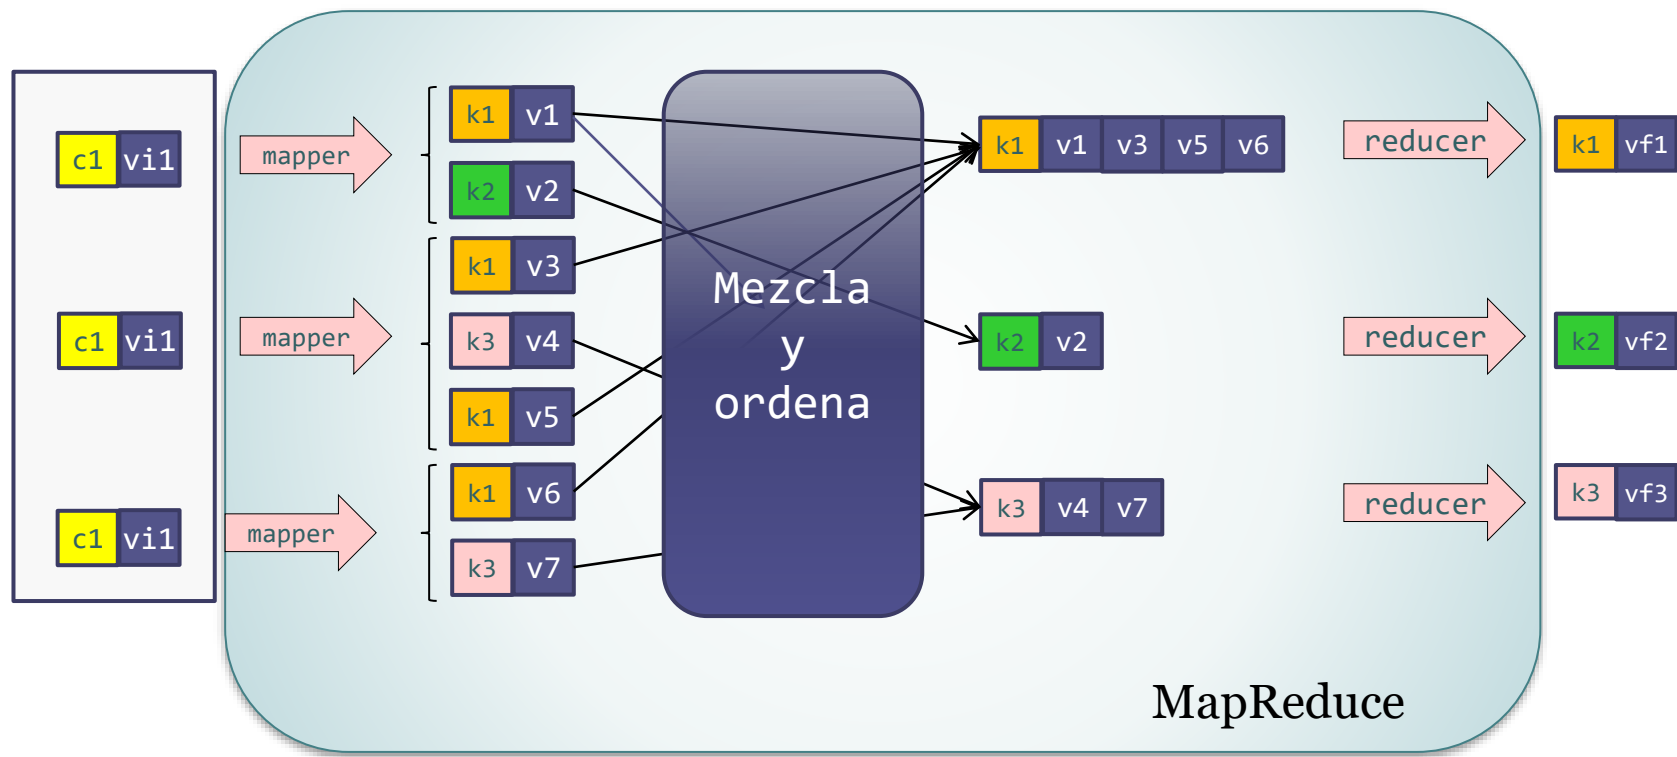 c1 vi1
mapper
k1 v1
k2 v2
c1 vi1
mapper
k1 v3
k3 v4
k1 v5
c1 vi1
mapper
k1 v6
k3 v7
Mezcla
y
ordena
k1 v1 v3 v5 v6
reducer
k1 vf1
k2 v2
reducer
k2 vf2
k3 v4 v7
reducer
k3 vf3
MapReduce